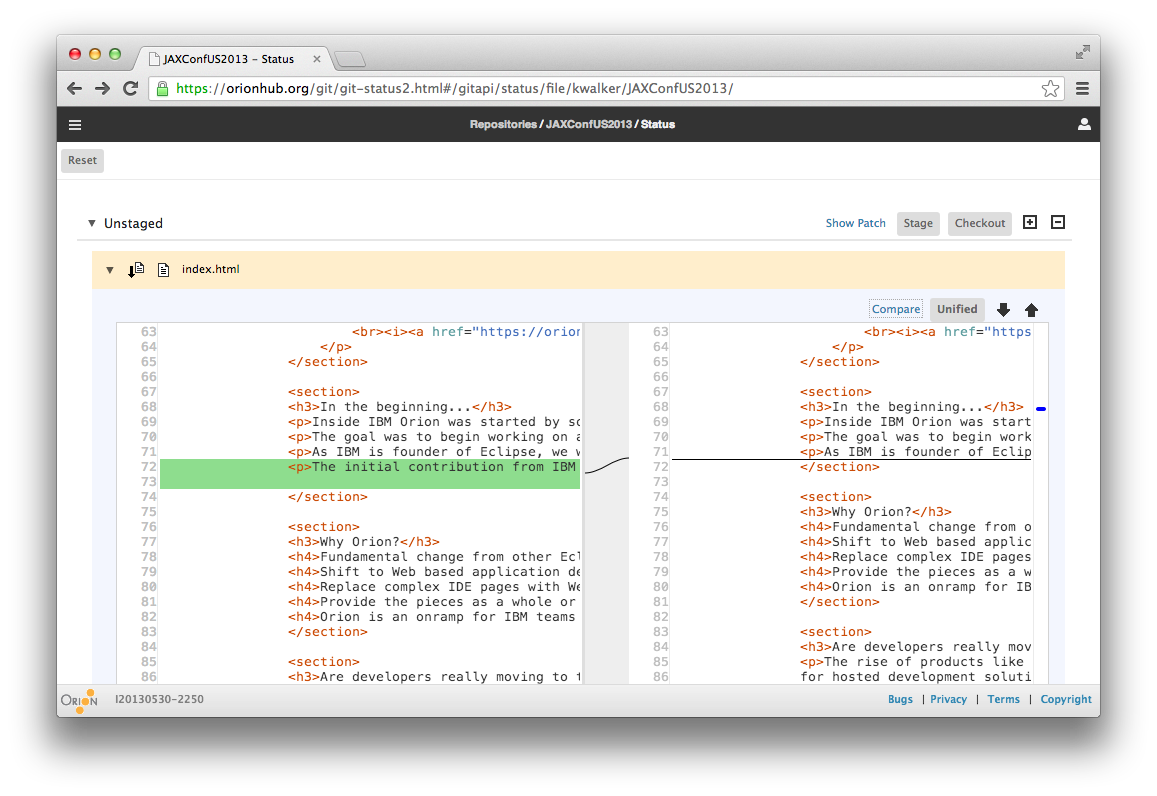 JAXConfUS2013 – Status
https://orionhub.org/git/git-status2.html#/gitapi/status/file/kwalker/JAXConfUS2013/
Repositories / JAXConfUS2013 / Status
Reset
Unstaged
Show Patch
Stage
Checkout
index.html
Compare
Unified
63 <br><i><a href="https://orior
64 </p>
65 </section>
66
67 <section>
68 <h3>In the beginning...</h3>
69 <p>Inside IBM Orion was started by sc
70 <p>The goal was to begin working on a
71 <p>As IBM is founder of Eclipse, we w
72 <p>The initial contribution from IBM
73
74 </section>
75
76 <section>
77 <h3>Why Orion?</h3>
78 <h4>Fundamental change from other Ecl
79 <h4>Shift to Web based application de
80 <h4>Replace complex IDE pages with We
81 <h4>Provide the pieces as a whole or
82 <h4>Orion is an onramp for IBM teams
83 </section>
84
85 <section>
86 <h3>Are developers really moving to t
63 <br><i><a href="https
64 </p>
65 </section>
66
67 <section>
68 <h3>In the beginning...</h3>
69 <p>Inside IBM Orion was start
70 <p>The goal was to begin work
71 <p>As IBM is founder of Eclip
72 </section>
73
74 <section>
75 <h3>Why Orion?</h3>
76 <h4>Fundamental change from o
77 <h4>Shift to Web based applic
78 <h4>Replace complex IDE pages
79 <h4>Provide the pieces as a w
80 <h4>Orion is an onramp for IB
81 </section>
82
83 <section>
84 <h3>Are developers really mov
85 <p>The rise of products like
86 for hosted development soluti
ORION
I20130530-2250
Bugs | Privacy | Terms | Copyright